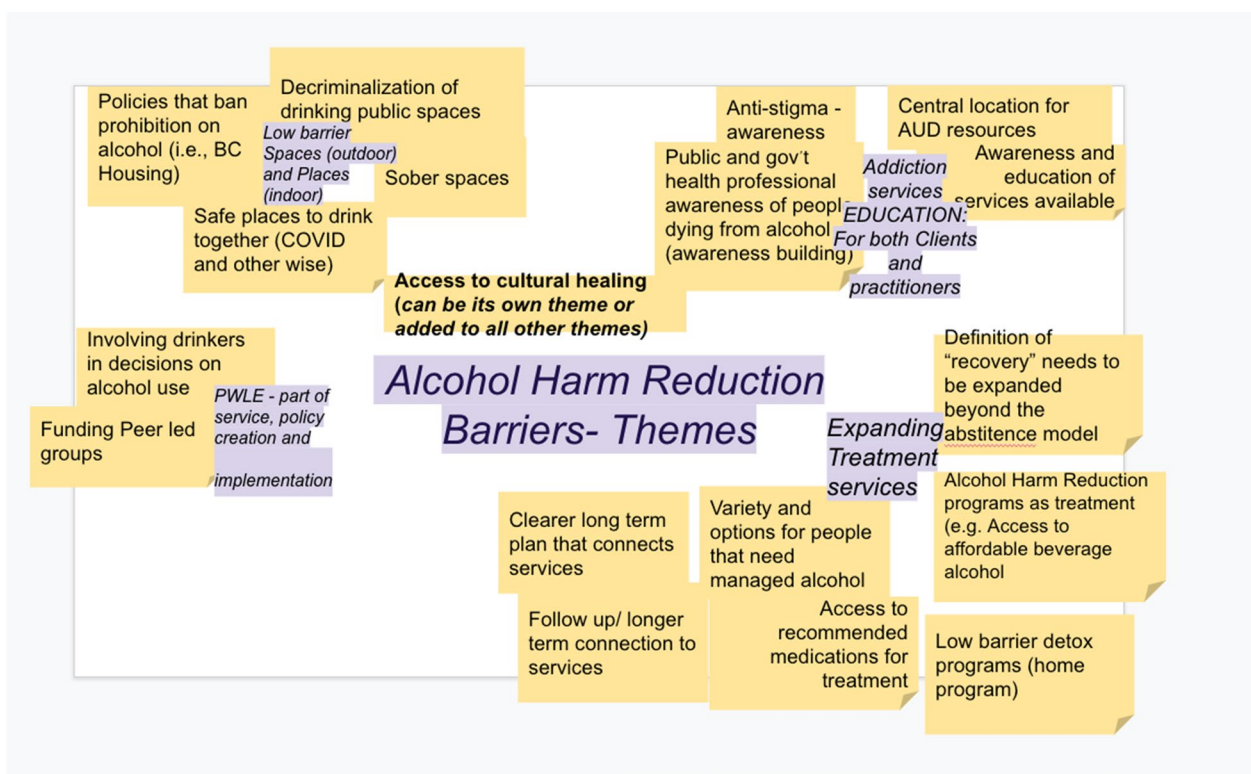 Policies that ban
prohibition on
alcohol (i.e., BC
Housing)
Decriminalization of
drinking public spaces
Low barrier
Spaces (outdoor)
and Places
(indoor)
Sober spaces
Safe places to drink
together (COVID
and other wise)
Access to cultural healing
(can be its own theme or
added to all other themes)
Anti-stigma -
awareness
Public and gov't
health professional
awareness of people
dying from alcohol
(awareness building)
Central location for
AUD resources
Awareness and
education of
services available
Addiction
services
EDUCATION:
For both Clients
and
practitioners
Involving drinkers
in decisions on
alcohol use
Funding Peer led
groups
PWLE - part of
service, policy
creation and
implementation
Alcohol Harm Reduction
Barriers- Themes
Expanding
Treatment
services
Definition of
“recovery” needs to
be expanded
beyond the
abstitence model
Alcohol Harm Reduction
programs as treatment
(e.g. Access to
affordable beverage
alcohol
Clearer long term
plan that connects
services
Variety and
options for people
that need
managed alcohol
Follow up/ longer
term connection to
services
Access to
recommended
medications for
treatment
Low barrier detox
programs (home
program)